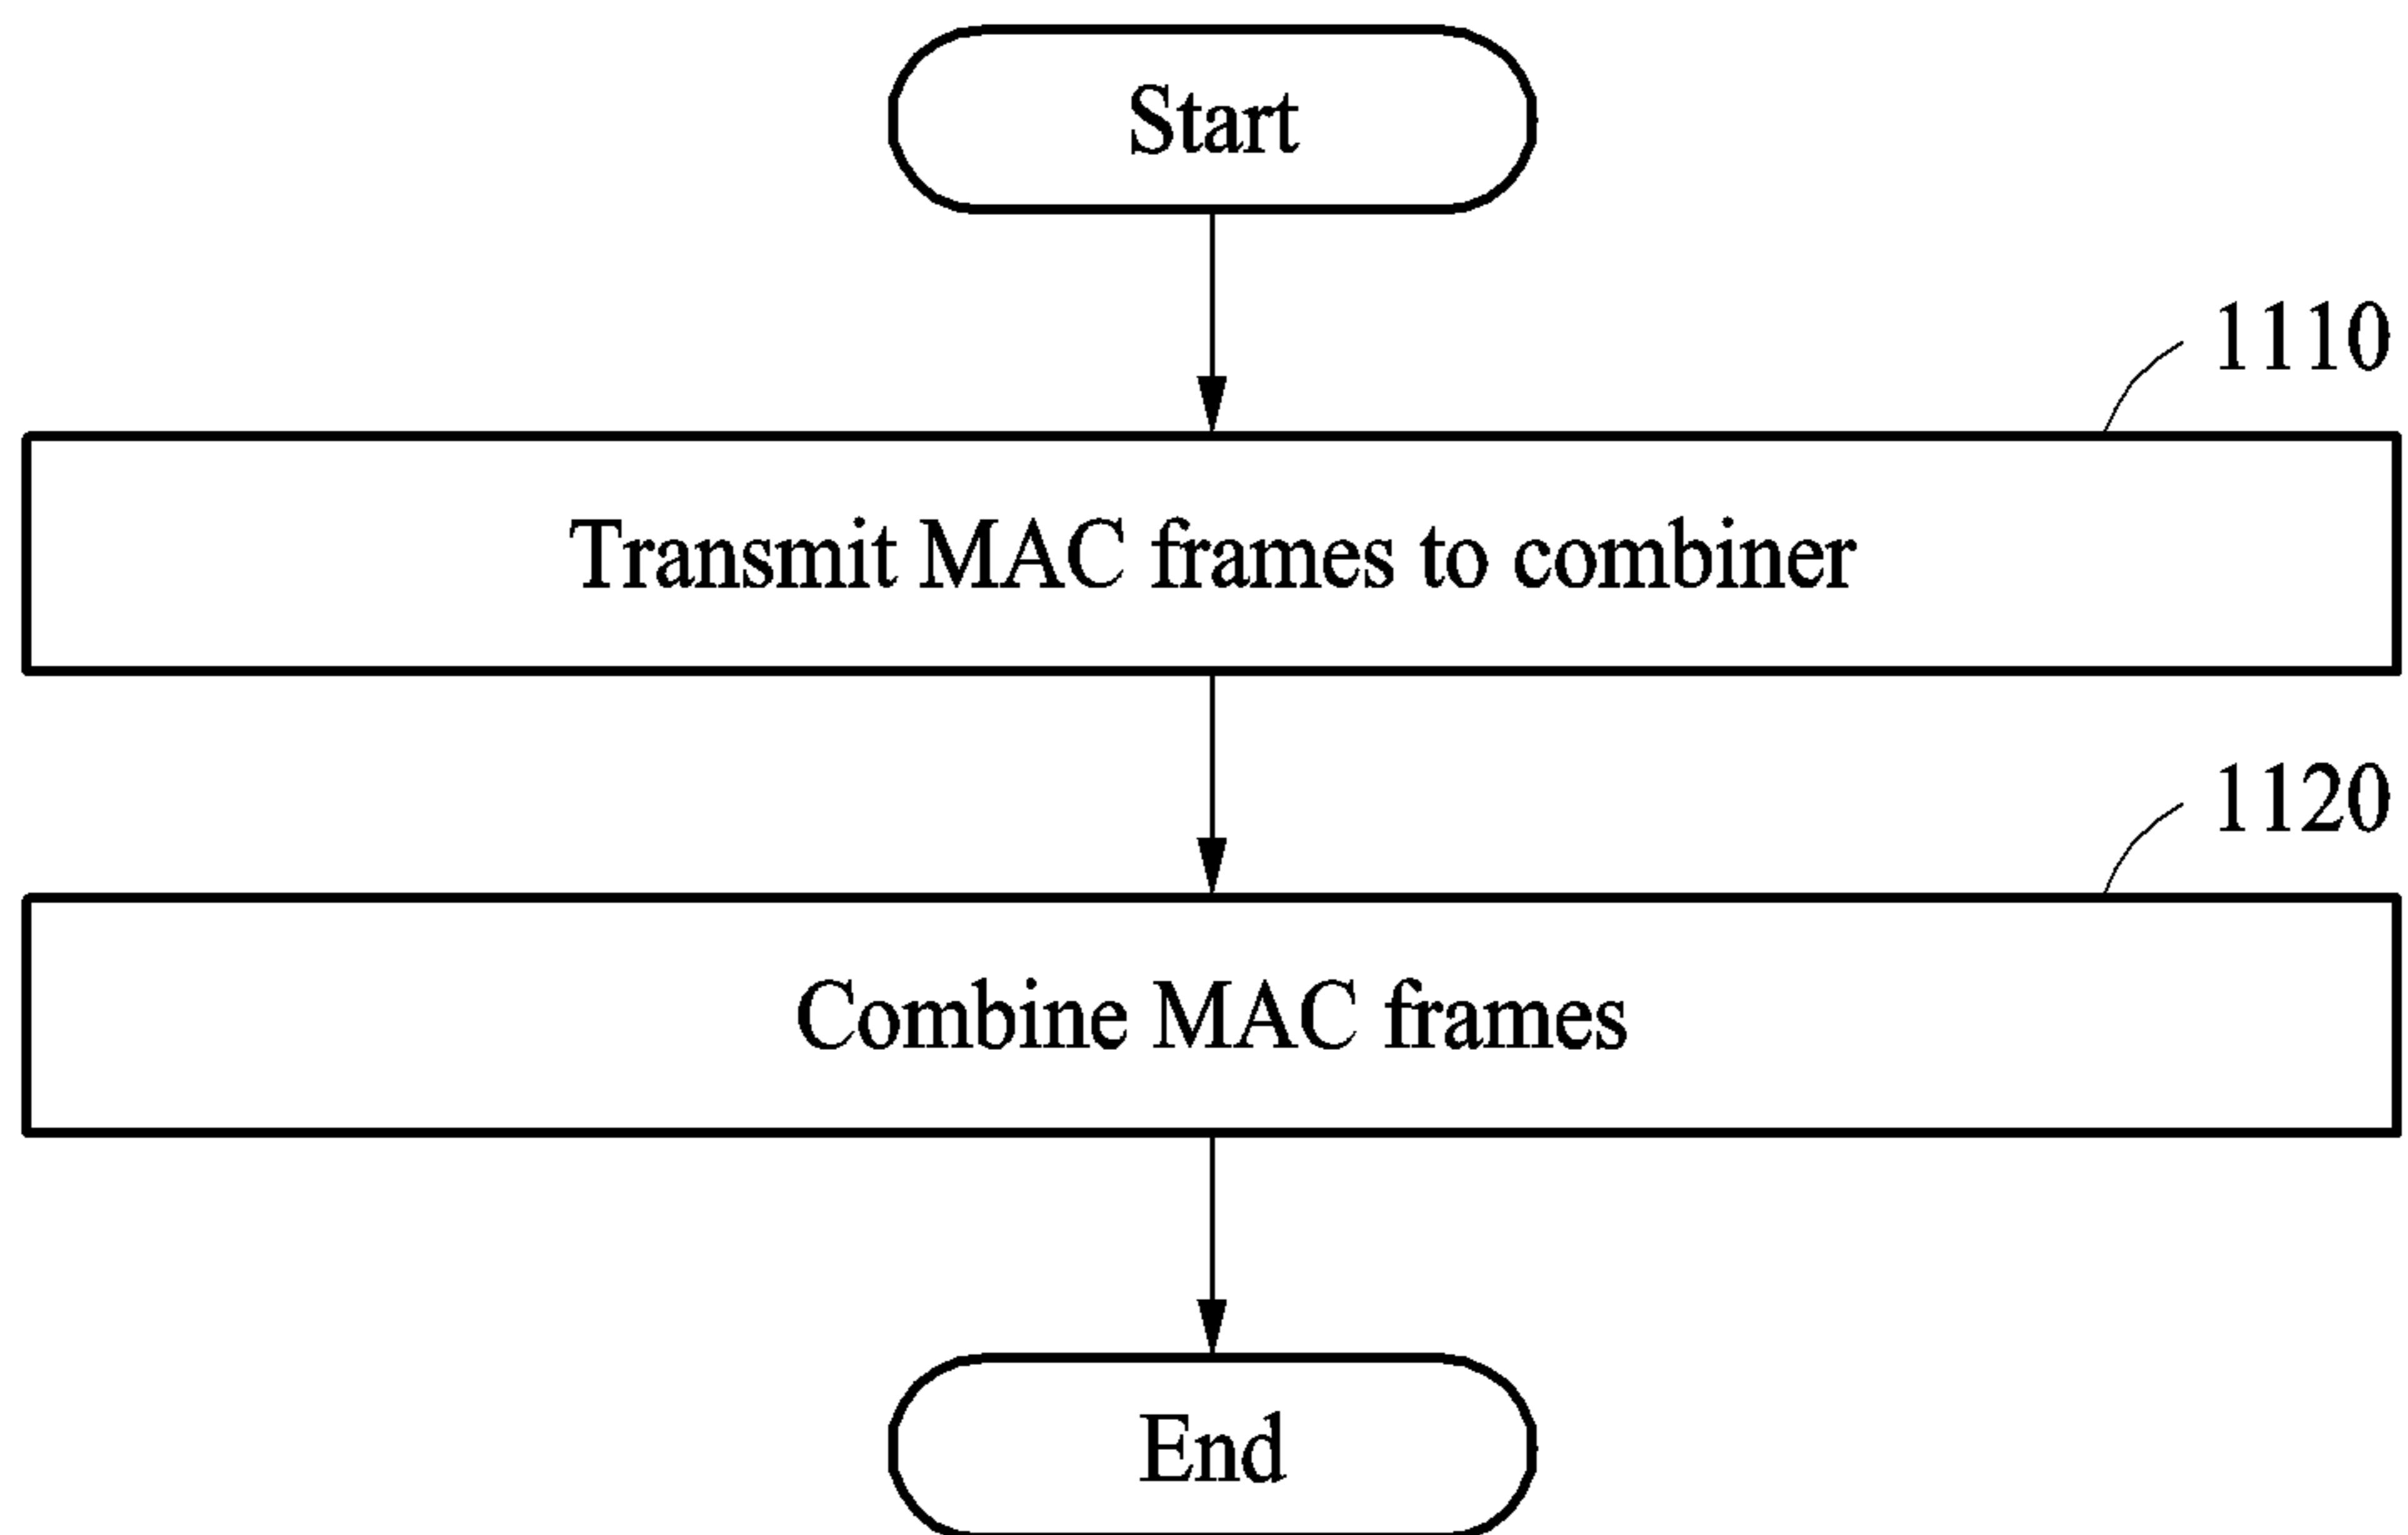 Start
1110
Transmit MAC frames to combiner
1120
Combine MAC frames
End